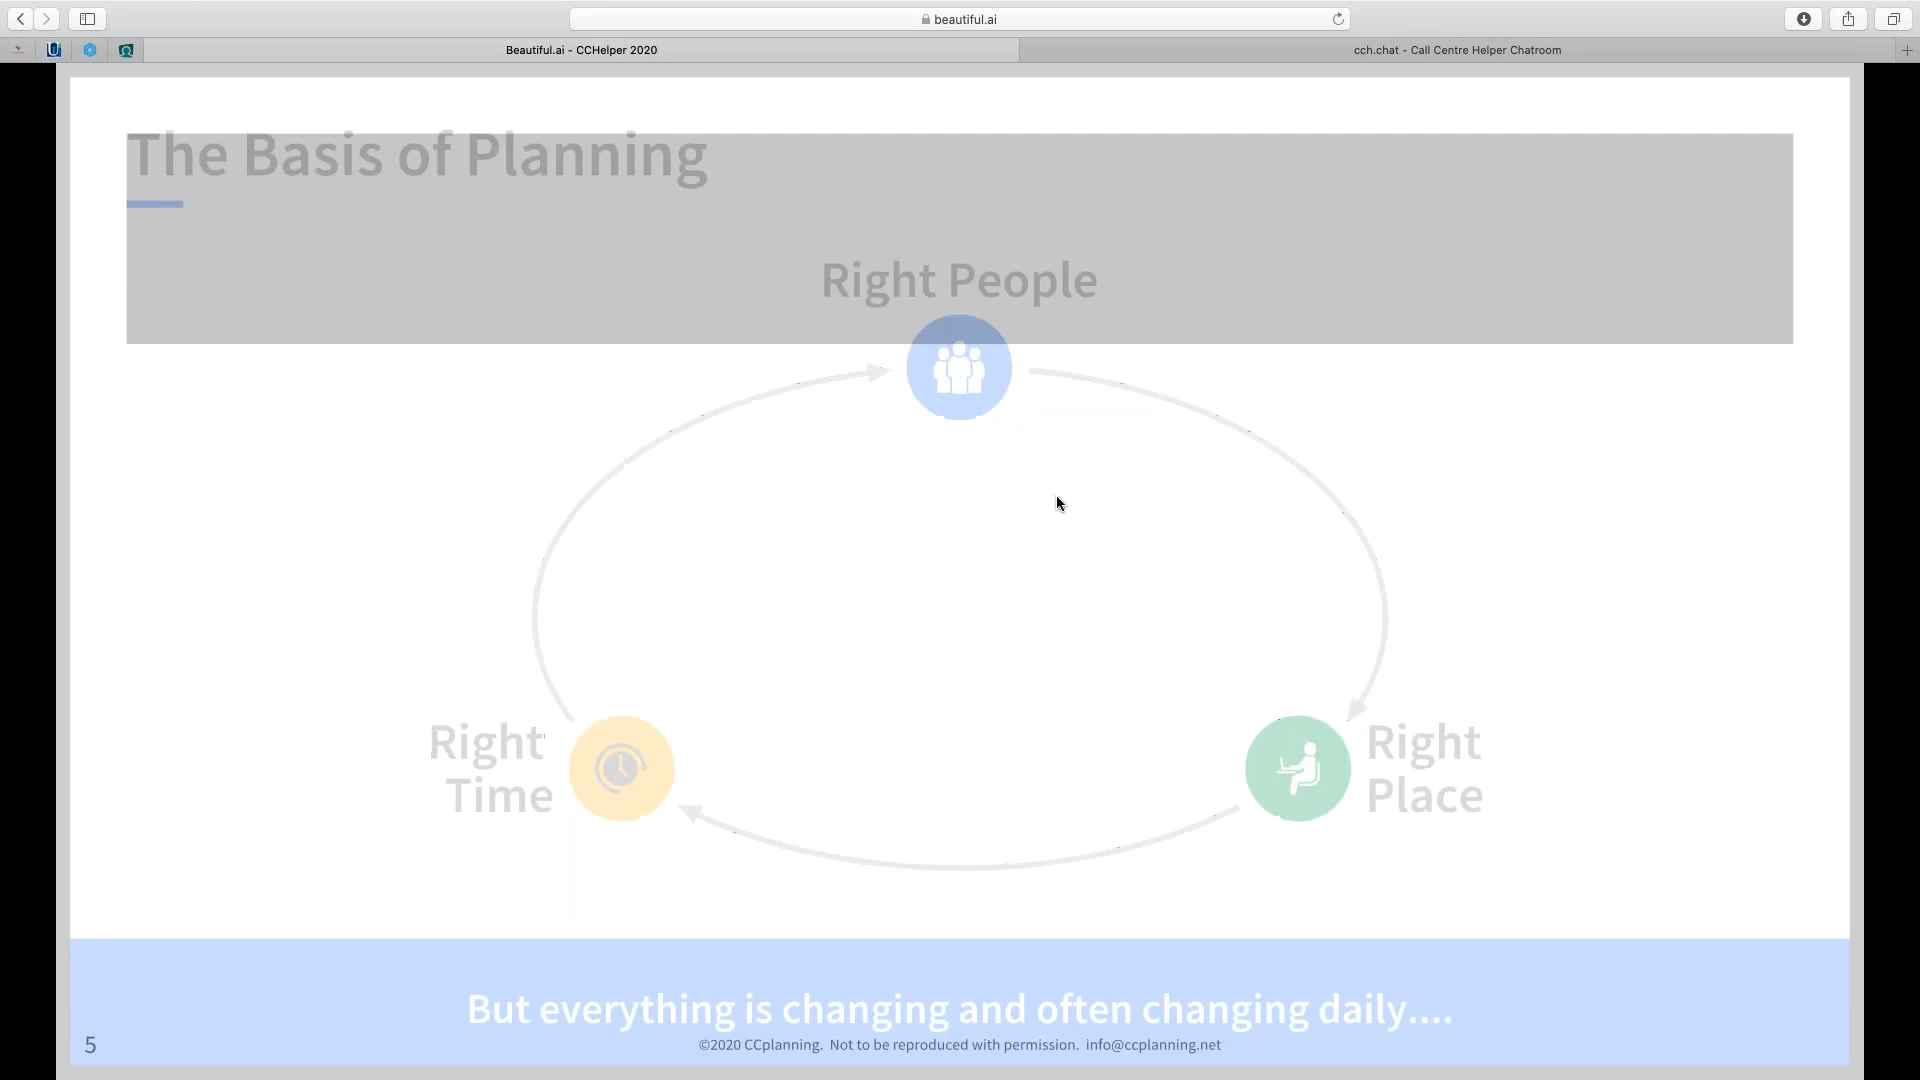 beautiful.ai
Beautiful.ai - CCHelper 2020
cch.chat - Call Centre Helper Chatroom
The Basis of Planning
Right People
Right
Time
Right
Place
But everything is changing and often changing daily....
5
©2020 CCplanning. Not to be reproduced with permission. info@ccplanning.net